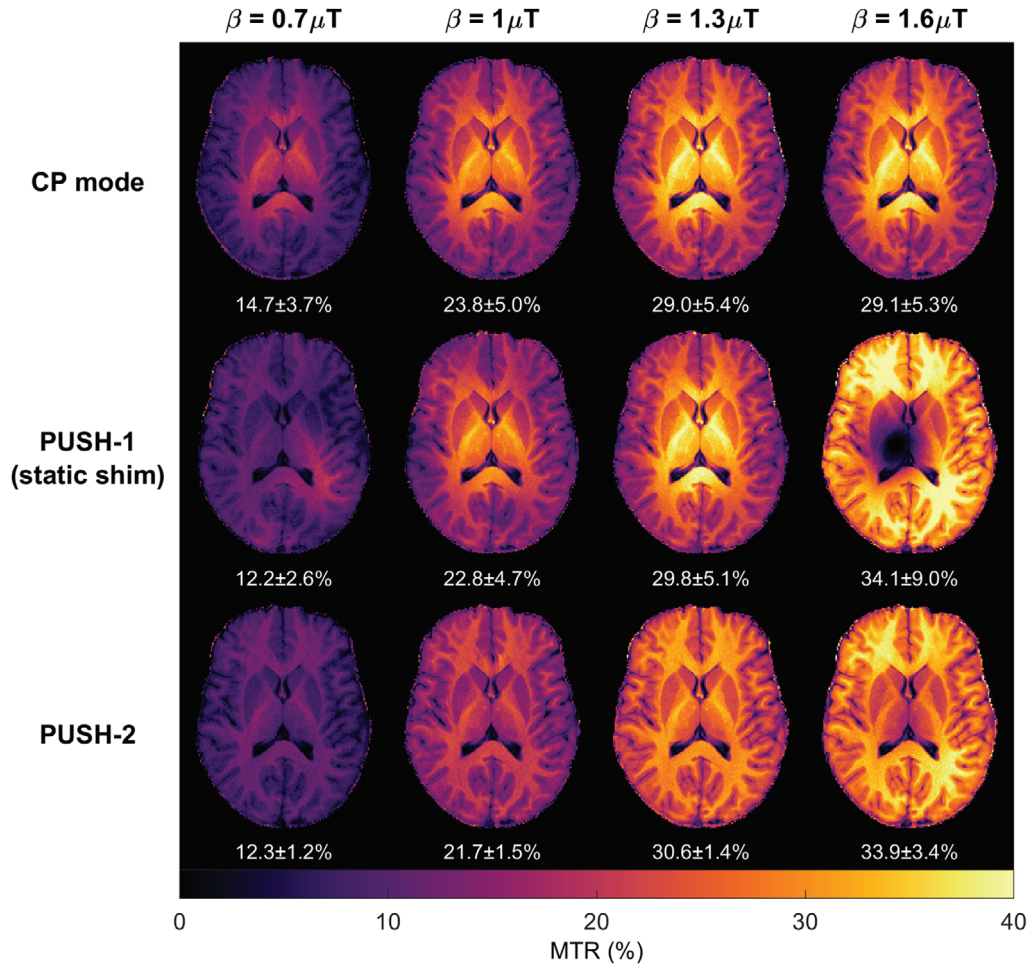 β = 0.7μT β = 1μT β = 1.3μT β = 1.6μT
CP mode
14.7±3.7% 23.8±5.0% 29.0±5.4% 29.1±5.3%
PUSH-1
(static shim)
12.2±2.6% 22.8±4.7% 29.8±5.1% 34.1±9.0%
PUSH-2
12.3±1.2% 21.7±1.5% 30.6±1.4% 33.9±3.4%
0 10 20 30 40
MTR (%)